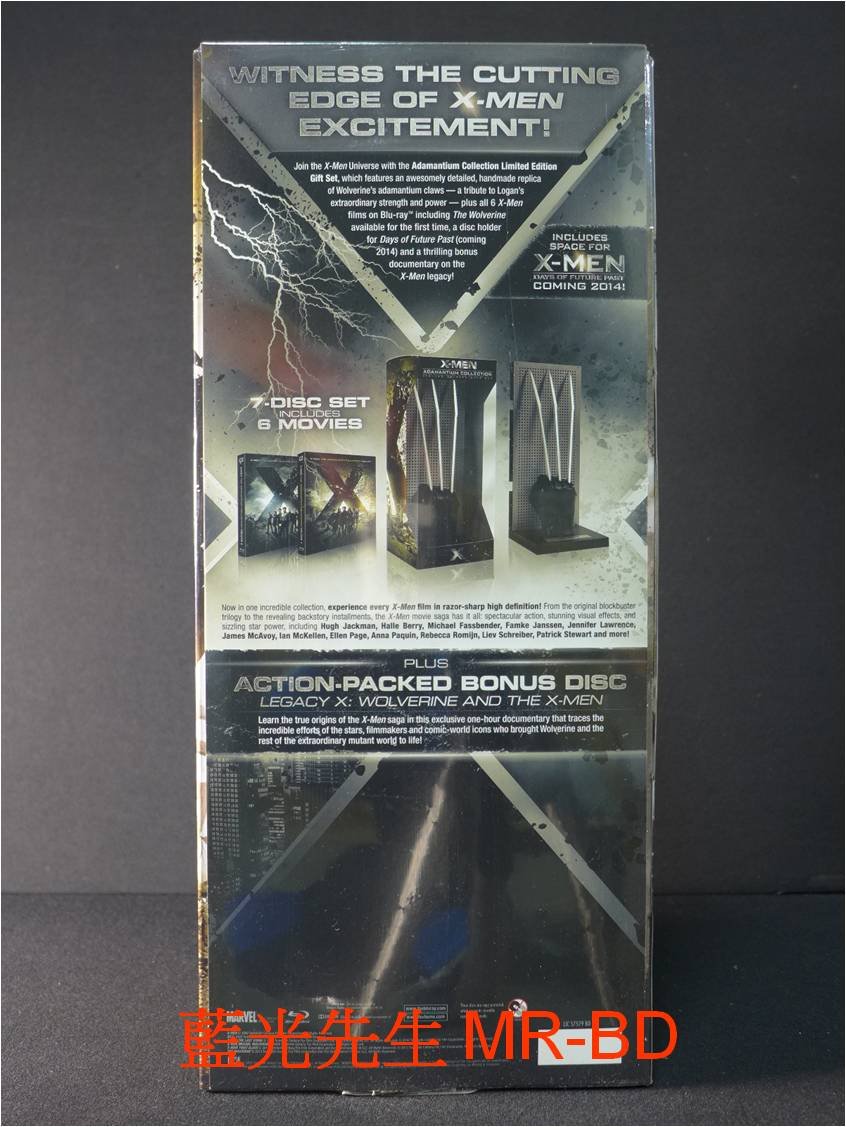 WITNESS THE CUTTING
EDGE OF X-MEN
EXCITEMENT!
Join the X-Men Universe with the Adamantium Collection Limited Edition
Gift Set, which features an awesomely detailed, handmade replica
of Wolverine's adamantium claws — a tribute to Logan's
extraordinary strength and power — plus all 6 X-Men
films on Blu-ray™ including The Wolverine
available for the first time, a disc holder
for Days of Future Past (coming
2014) and a thrilling bonus
documentary on the
X-Men legacy!
INCLUDES
SPACE FOR
X-MEN
DAYS OF FUTURE PAST
COMING 2014!
X-MEN
ADAMANTIUM COLLECTION
7-DISC SET
INCLUDES
6 MOVIES
Now in one incredible collection, experience every X-Men film in razor-sharp high definition! From the original blockbuster
trilogy to the revealing backstory installments, the X-Men movie saga has it all: spectacular action, stunning visual effects, and
sizzling star power, including Hugh Jackman, Halle Berry, Michael Fassbender, Famke Janssen, Jennifer Lawrence,
James McAvoy, Ian McKellen, Ellen Page, Anna Paquin, Rebecca Romijn, Liev Schreiber, Patrick Stewart and more!
PLUS
ACTION-PACKED BONUS DISC
LEGACY X: WOLVERINE AND THE X-MEN
Learn the true origins of the X-Men saga in this exclusive one-hour documentary that traces the
incredible efforts of the stars, filmmakers and comic-world icons who brought Wolverine and the
rest of the extraordinary mutant world to life!
MARVEL
藍光先生 MR-BD